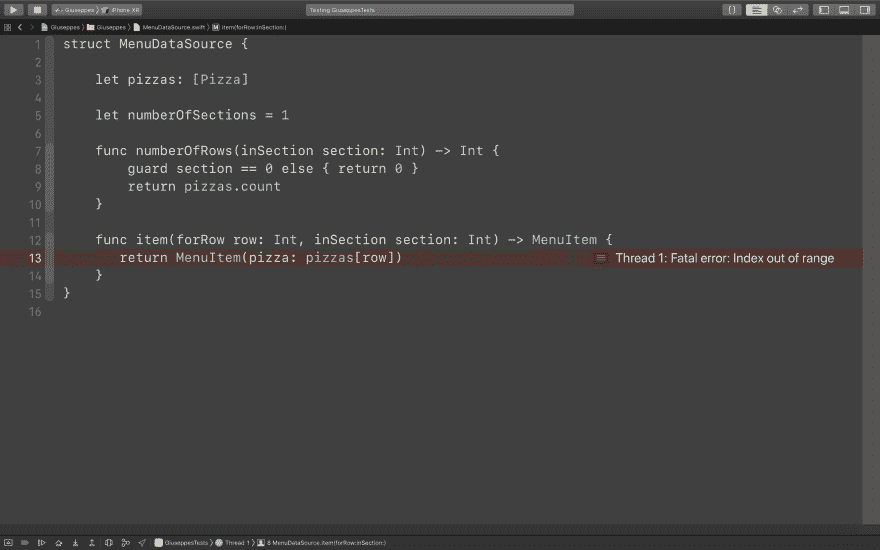 Giuseppes 〉 iPhone XR
Testing GiuseppesTests
Giuseppes 〉 Giuseppes 〉 MenuDataSource.swift 〉 M item(forRow:inSection:)
1 struct MenuDataSource {
2
3 let pizzas: [Pizza]
4
5 let numberOfSections = 1
6
7 func numberOfRows(inSection section: Int) -> Int {
8 guard section == 0 else { return 0 }
9 return pizzas.count
10 }
11
12 func item(forRow row: Int, inSection section: Int) -> MenuItem {
13 return MenuItem(pizza: pizzas[row]) Thread 1: Fatal error: Index out of range
14 }
15 }
16
GiuseppesTests 〉 Thread 1 〉 8 MenuDataSource.item(forRow:inSection:)